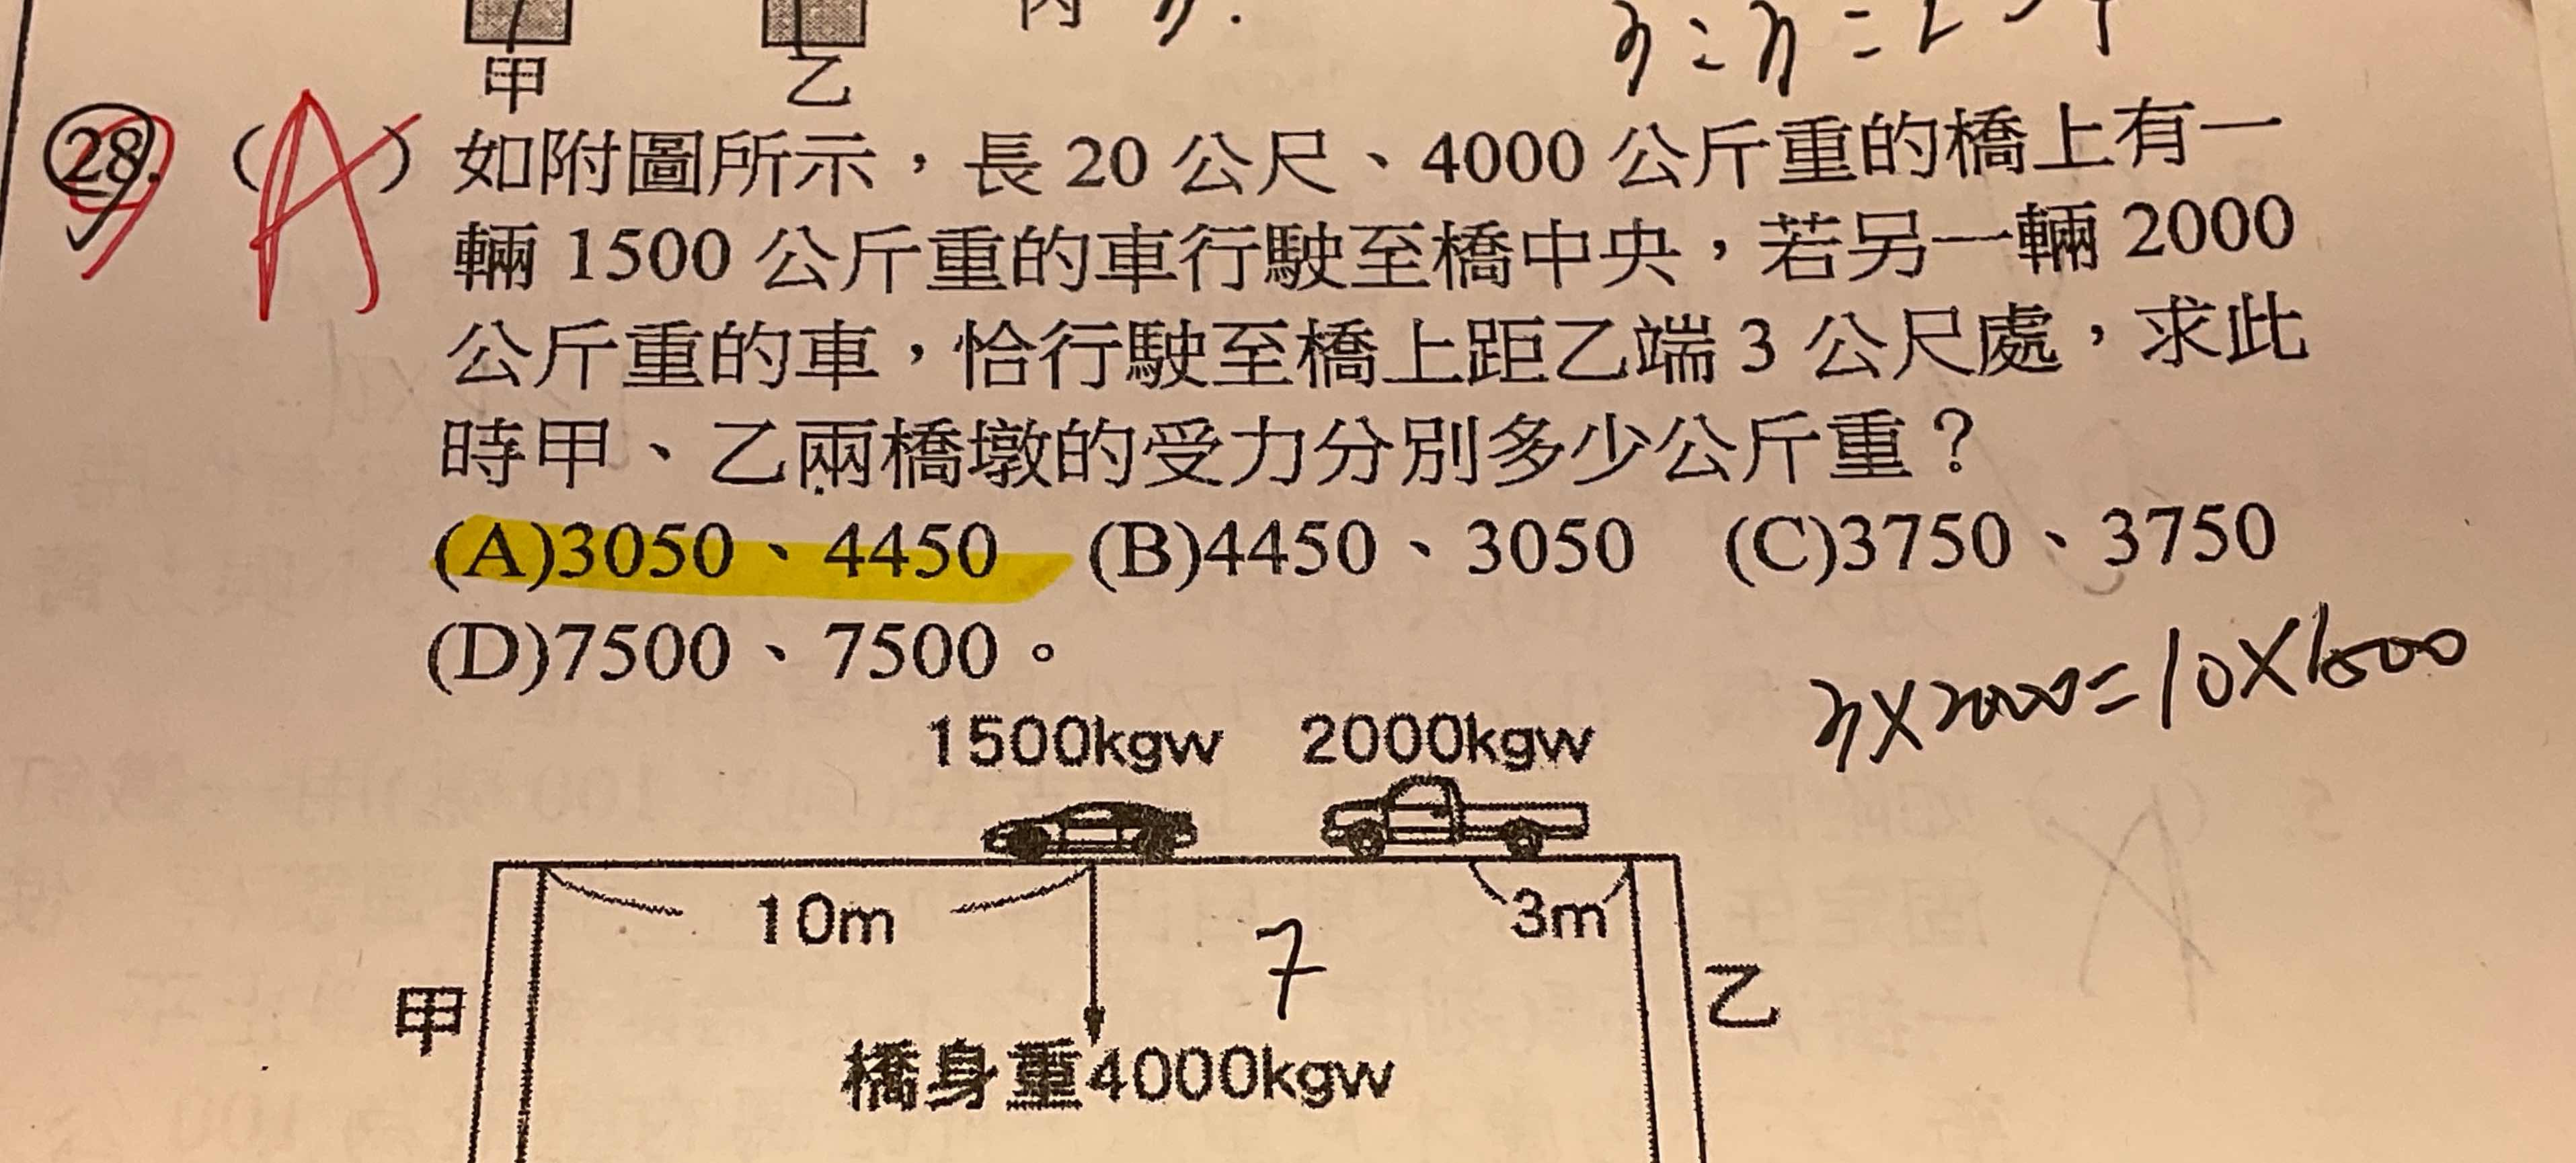 甲 乙
28. ( A ) 如附圖所示，長 20 公尺、4000 公斤重的橋上有一
輛 1500 公斤重的車行駛至橋中央，若另一輛 2000
公斤重的車，恰行駛至橋上距乙端 3 公尺處，求此
時甲、乙兩橋墩的受力分別多少公斤重？
(A)3050、4450 (B)4450、3050 (C)3750、3750
(D)7500、7500。
3×2000=10×1500
1500kgw 2000kgw
10m 3m
7
甲 乙
橋身重4000kgw